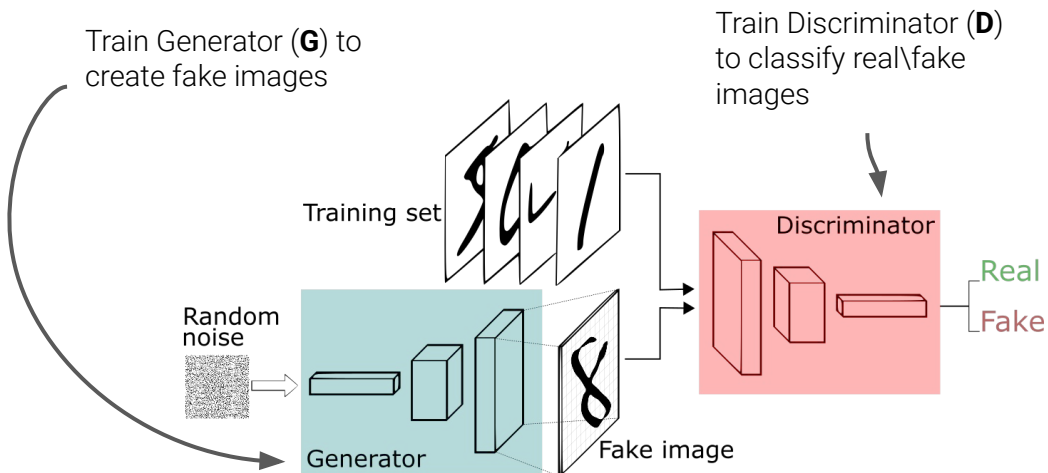 Train Generator (G) to
create fake images
Train Discriminator (D)
to classify real\fake
images
Training set
Discriminator
Real
Fake
Random
noise
Generator
Fake image